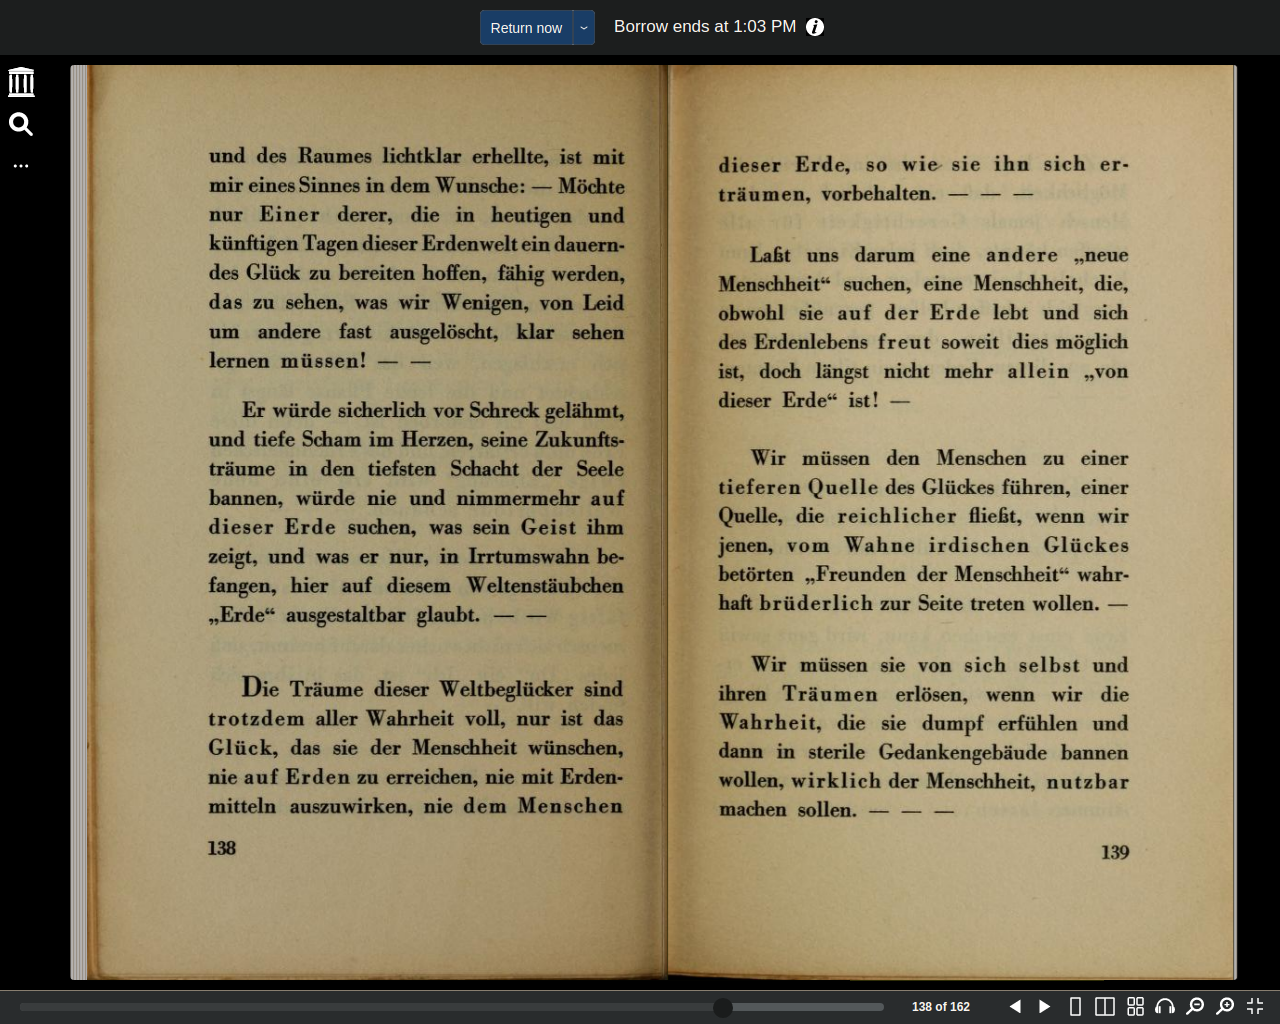 Return now
Borrow ends at 1:03 PM
und des Raumes lichtklar erhellte, ist mit
mir eines Sinnes in dem Wunsche: — Möchte
nur Einer derer, die in heutigen und
künftigen Tagen dieser Erdenwelt ein dauern-
des Glück zu bereiten hoffen, fähig werden,
das zu sehen, was wir Wenigen, von Leid
um andere fast ausgelöscht, klar sehen
lernen müssen! — —
Er würde sicherlich vor Schreck gelähmt,
und tiefe Scham im Herzen, seine Zukunfts-
träume in den tiefsten Schacht der Seele
bannen, würde nie und nimmermehr auf
dieser Erde suchen, was sein Geist ihm
zeigt, und was er nur, in Irrtumswahn be-
fangen, hier auf diesem Weltenstäubchen
„Erde“ ausgestaltbar glaubt. — —
Die Träume dieser Weltbeglücker sind
trotzdem aller Wahrheit voll, nur ist das
Glück, das sie der Menschheit wünschen,
nie auf Erden zu erreichen, nie mit Erden-
mitteln auszuwirken, nie dem Menschen
138
dieser Erde, so wie sie ihn sich er-
träumen, vorbehalten. — — —
Laßt uns darum eine andere „neue
Menschheit“ suchen, eine Menschheit, die,
obwohl sie auf der Erde lebt und sich
des Erdenlebens freut soweit dies möglich
ist, doch längst nicht mehr allein „von
dieser Erde“ ist! —
Wir müssen den Menschen zu einer
tieferen Quelle des Glückes führen, einer
Quelle, die reichlicher fließt, wenn wir
jenen, vom Wahne irdischen Glückes
betörten „Freunden der Menschheit“ wahr-
haft brüderlich zur Seite treten wollen. —
Wir müssen sie von sich selbst und
ihren Träumen erlösen, wenn wir die
Wahrheit, die sie dumpf erfühlen und
dann in sterile Gedankengebäude bannen
wollen, wirklich der Menschheit, nutzbar
machen sollen. — — —
139
138 of 162